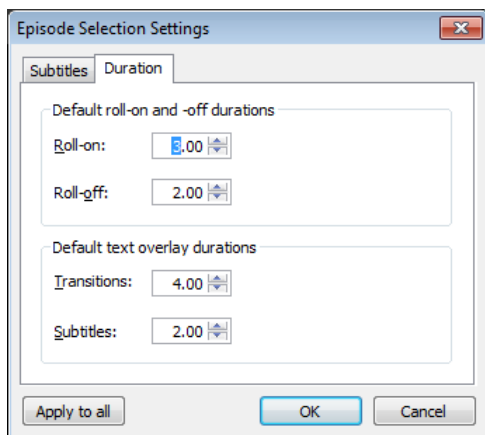 Episode Selection Settings
Subtitles Duration
Default roll-on and -off durations
Roll-on: 3.00
Roll-off: 2.00
Default text overlay durations
Transitions: 4.00
Subtitles: 2.00
Apply to all OK Cancel